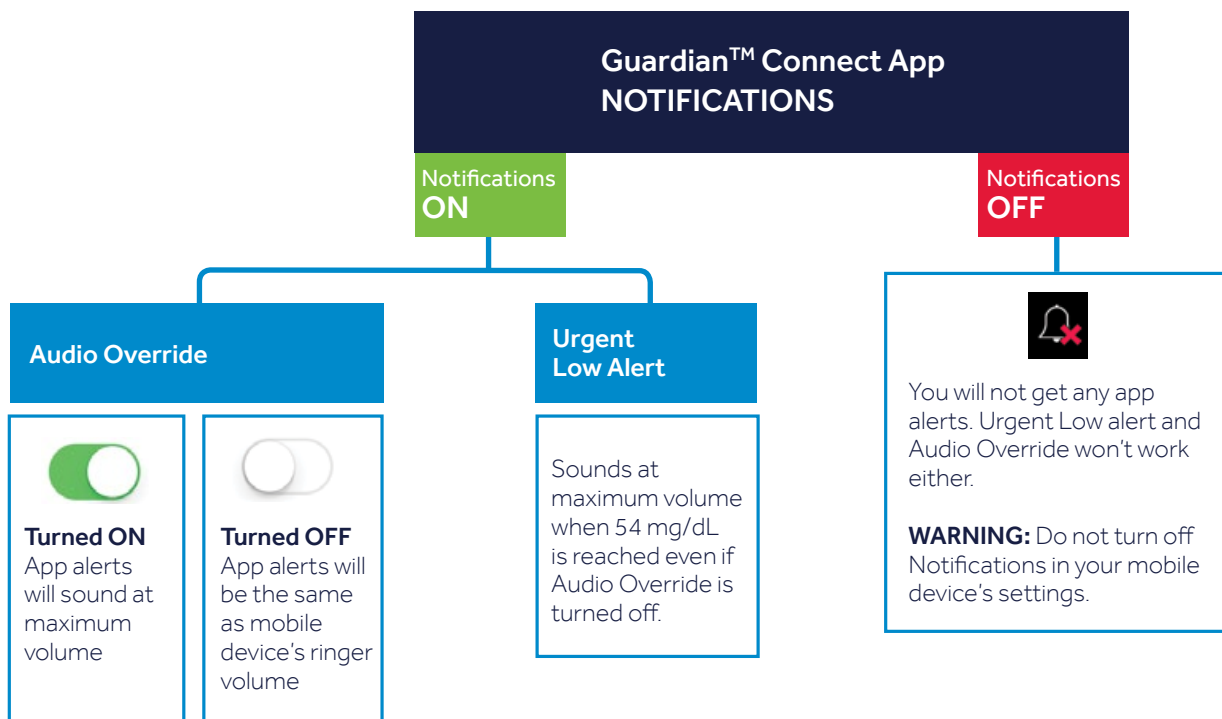 Guardian™ Connect App
NOTIFICATIONS
Notifications
ON
Notifications
OFF
Audio Override
Urgent
Low Alert
Turned ON
App alerts
will sound at
maximum
volume
Turned OFF
App alerts will
be the same
as mobile
device's ringer
volume
Sounds at
maximum volume
when 54 mg/dL
is reached even if
Audio Override is
turned off.
You will not get any app
alerts. Urgent Low alert and
Audio Override won't work
either.
WARNING: Do not turn off
Notifications in your mobile
device's settings.